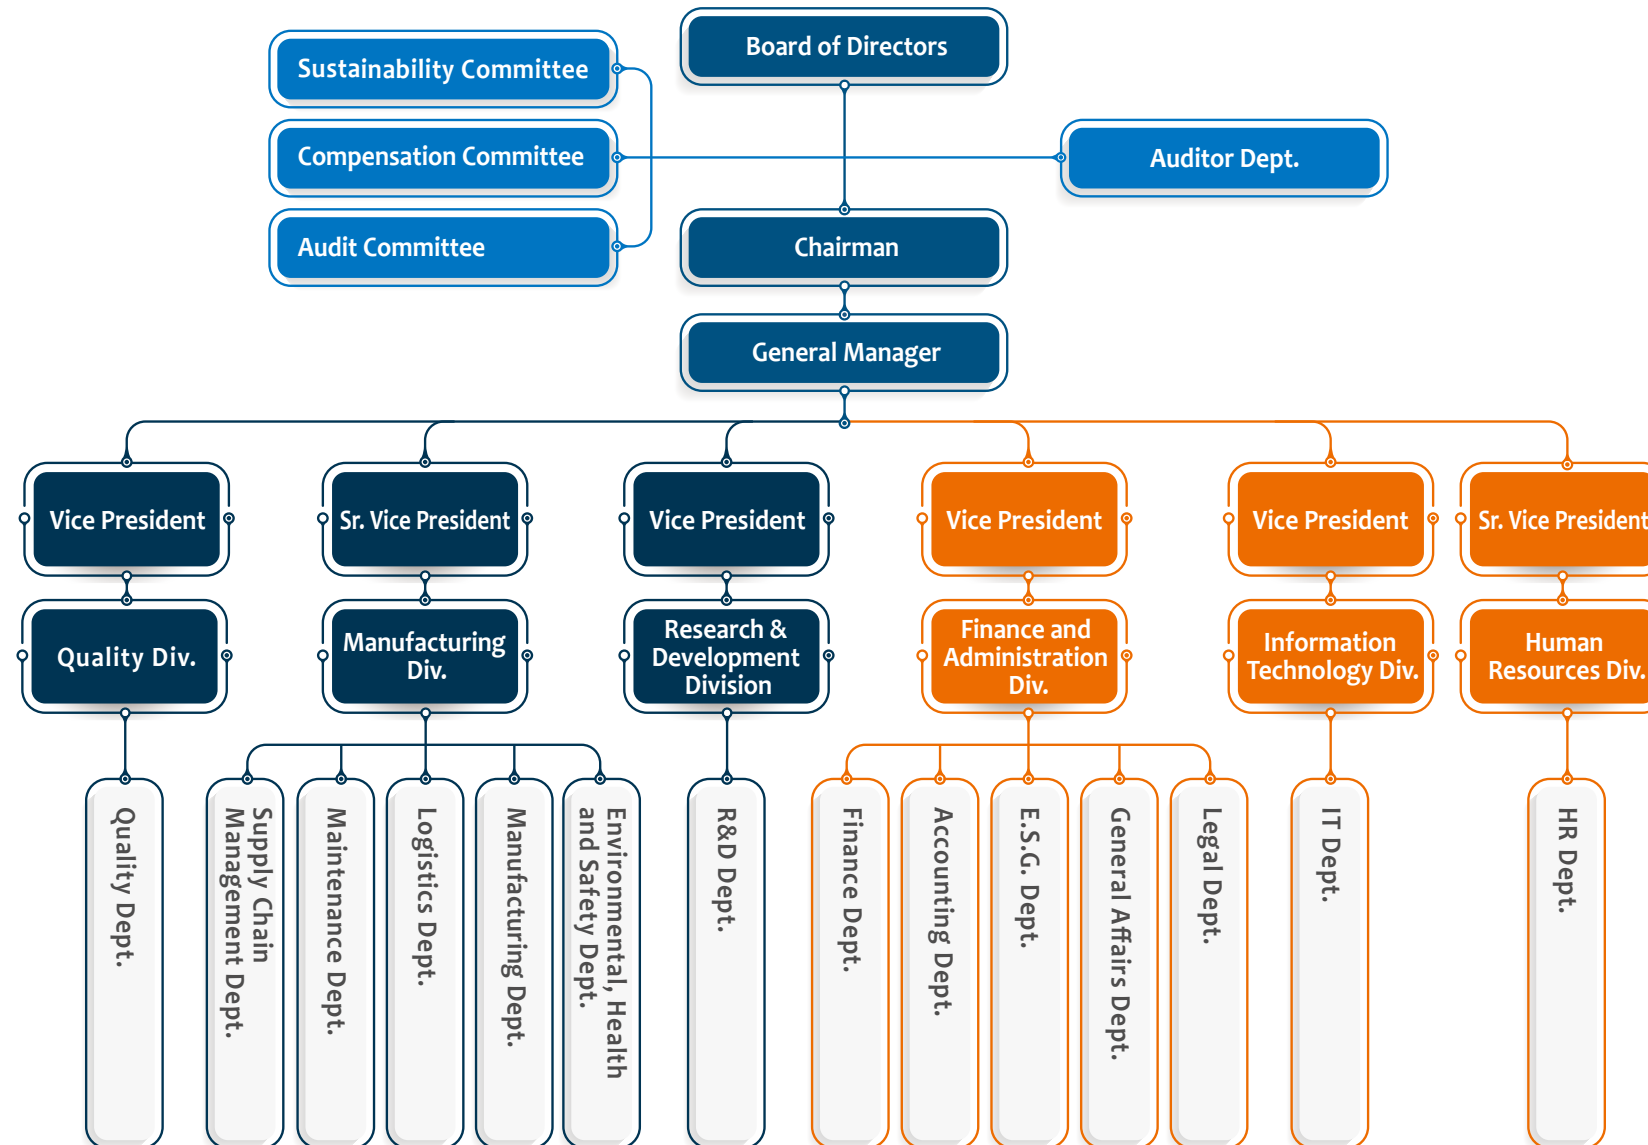 Board of Directors
Sustainability Committee
Compensation Committee
Auditor Dept.
Audit Committee
Chairman
General Manager
Vice President
Sr. Vice President
Vice President
Vice President
Vice President
Sr. Vice President
Quality Div.
Manufacturing
Div.
Research &
Development
Division
Finance and
Administration
Div.
Information
Technology Div.
Human
Resources Div.
Quality Dept.
Supply Chain
Management Dept.
Maintenance Dept.
Logistics Dept.
Manufacturing Dept.
Environmental, Health
and Safety Dept.
R&D Dept.
Finance Dept.
Accounting Dept.
E.S.G. Dept.
General Affairs Dept.
Legal Dept.
IT Dept.
HR Dept.